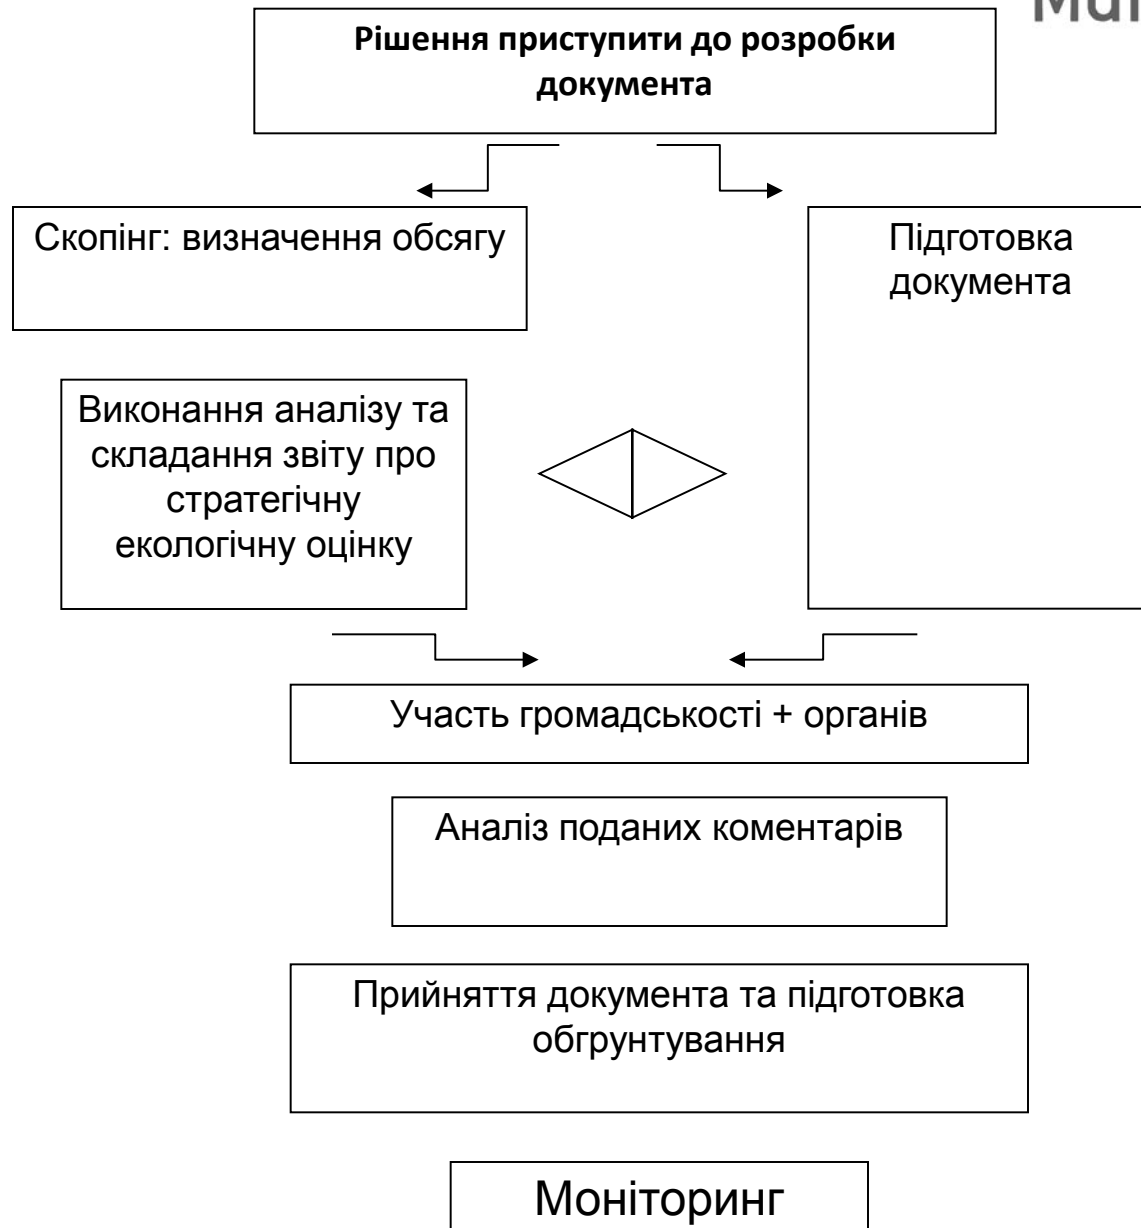 Рішення приступити до розробки
документа
Скопінг: визначення обсягу
Підготовка
документа
Виконання аналізу та
складання звіту про
стратегічну
екологічну оцінку
Участь громадськості + органів
Аналіз поданих коментарів
Прийняття документа та підготовка
обгрунтування
Моніторинг